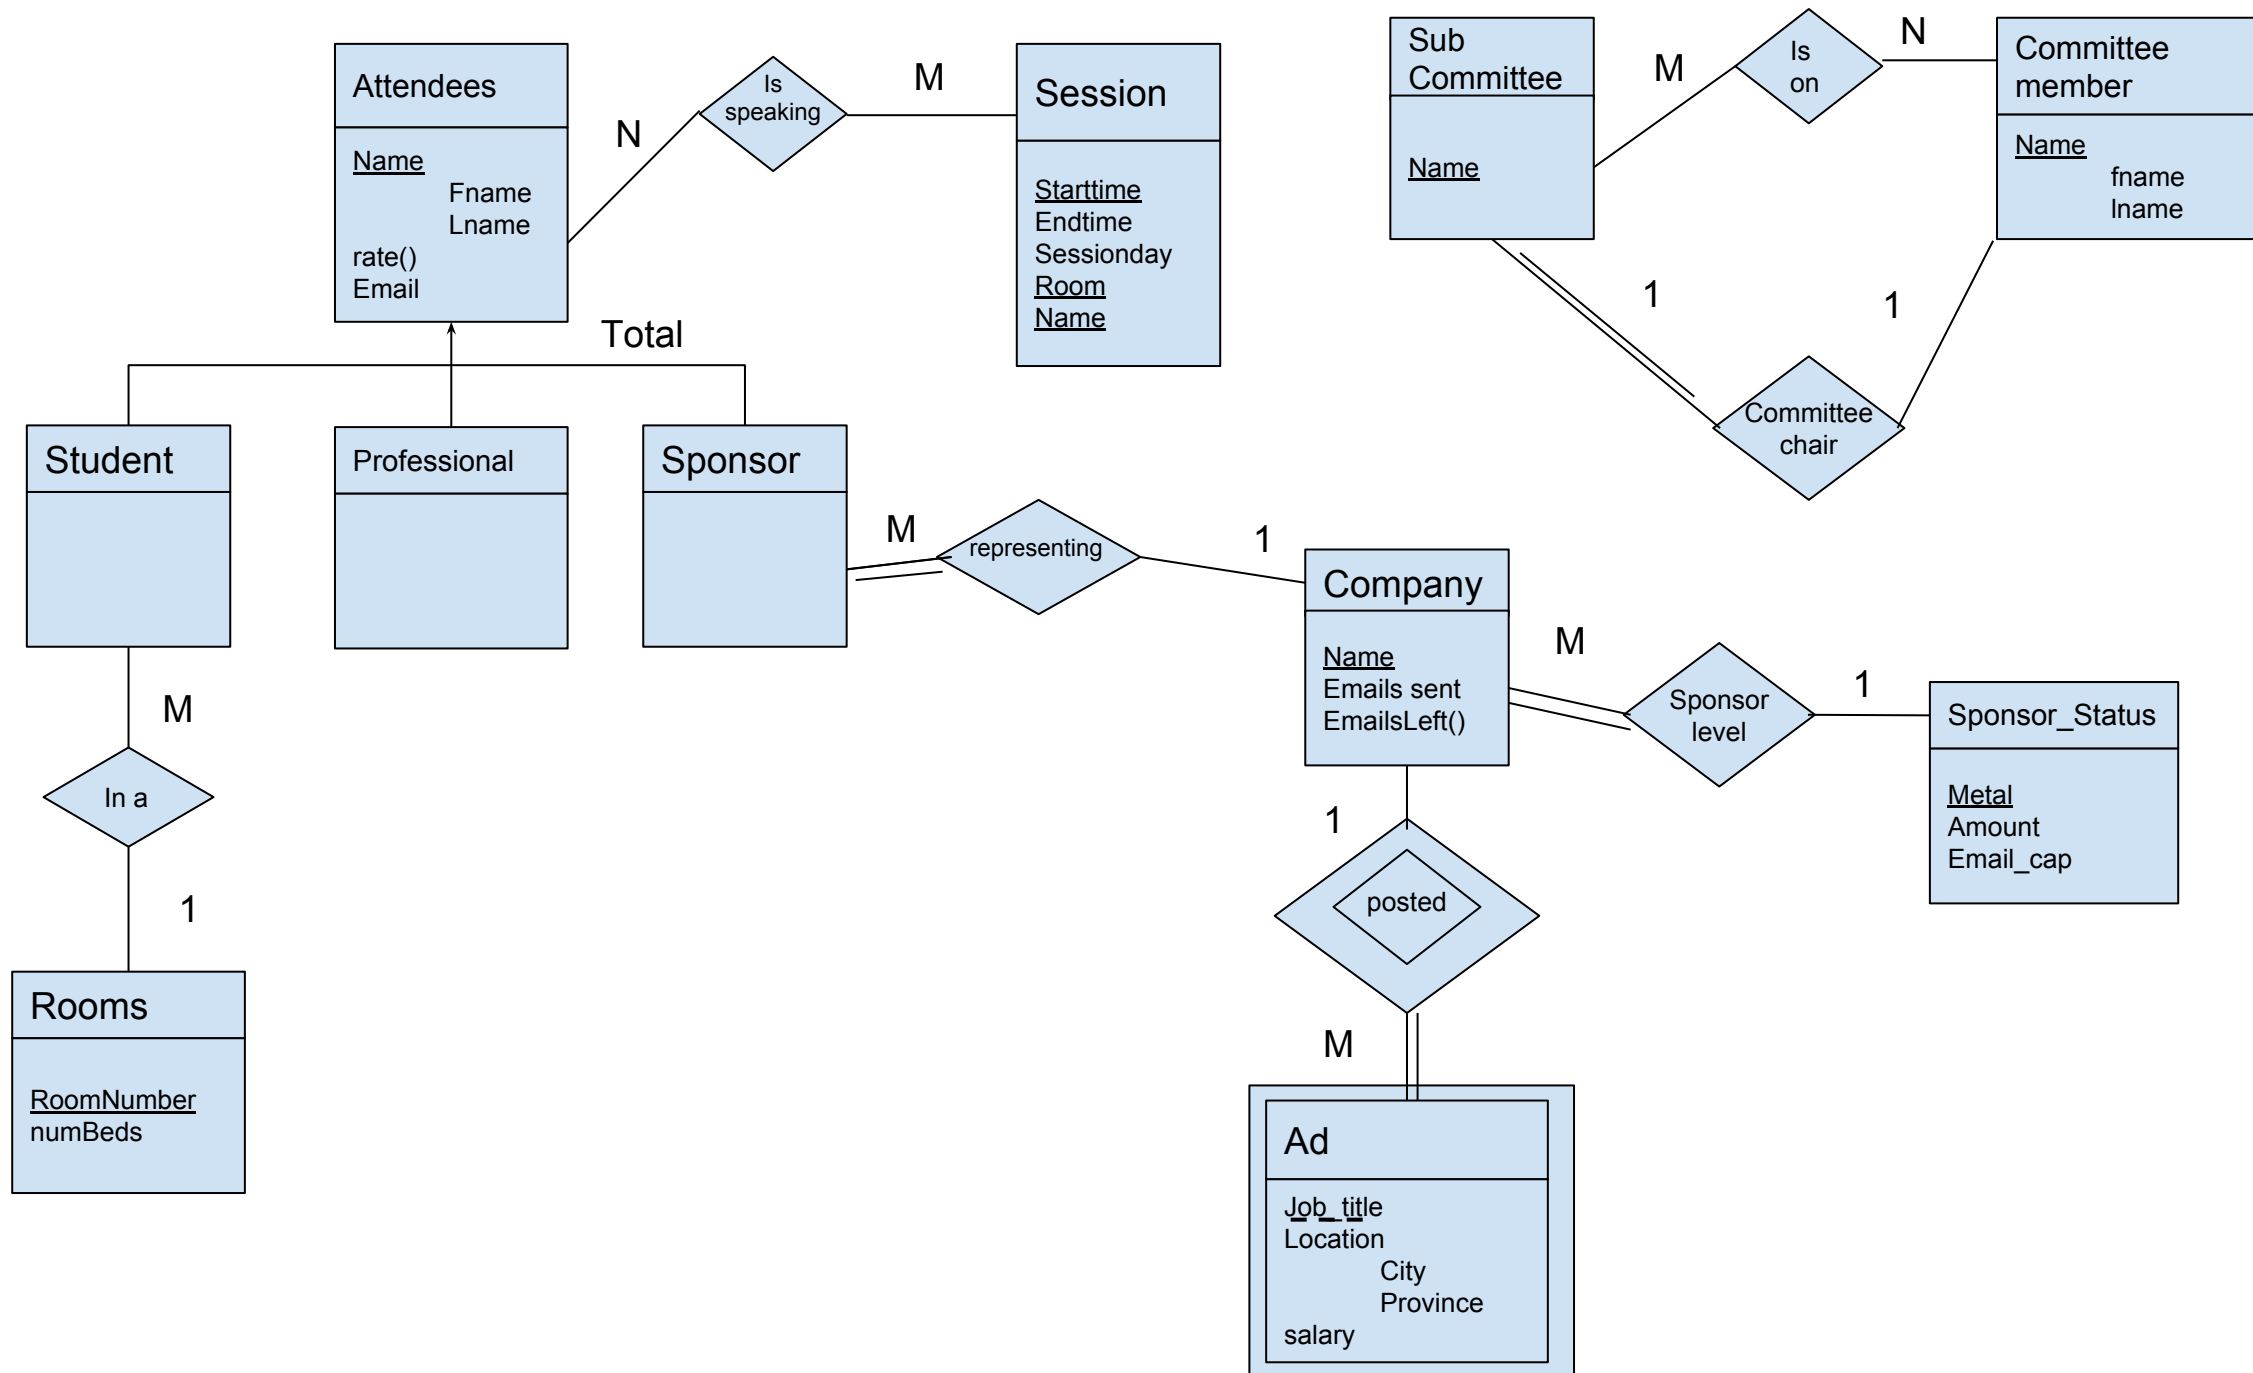 Attendees
Name
Fname
Lname
rate()
Email
N
Is
speaking
M
Session
Starttime
Endtime
Sessionday
Room
Name
Sub
Committee
Name
M
Is
on
N
Committee
member
Name
fname
lname
1
1
Committee
chair
Total
Student
Professional
Sponsor
M
representing
1
Company
Name
Emails sent
EmailsLeft()
M
Sponsor
level
1
Sponsor_Status
Metal
Amount
Email_cap
M
In a
1
Rooms
RoomNumber
numBeds
1
posted
M
Ad
Job_title
Location
City
Province
salary